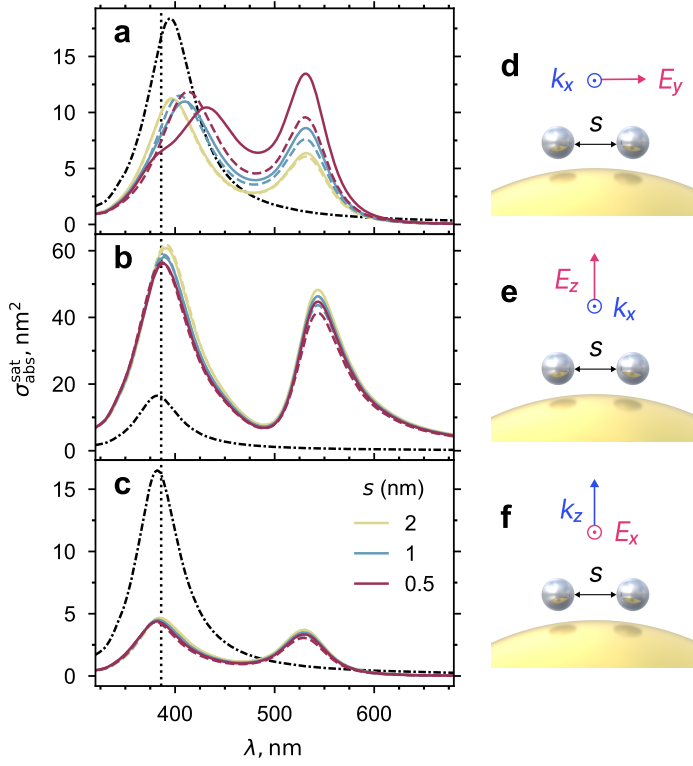 a
15
10
5
0
b
60
40
20
0
σ^sat_abs, nm²
c
s (nm)
2
1
0.5
15
10
5
0
400
500
600
λ, nm
d
k_x
E_y
s
e
E_z
k_x
s
f
k_z
E_x
s